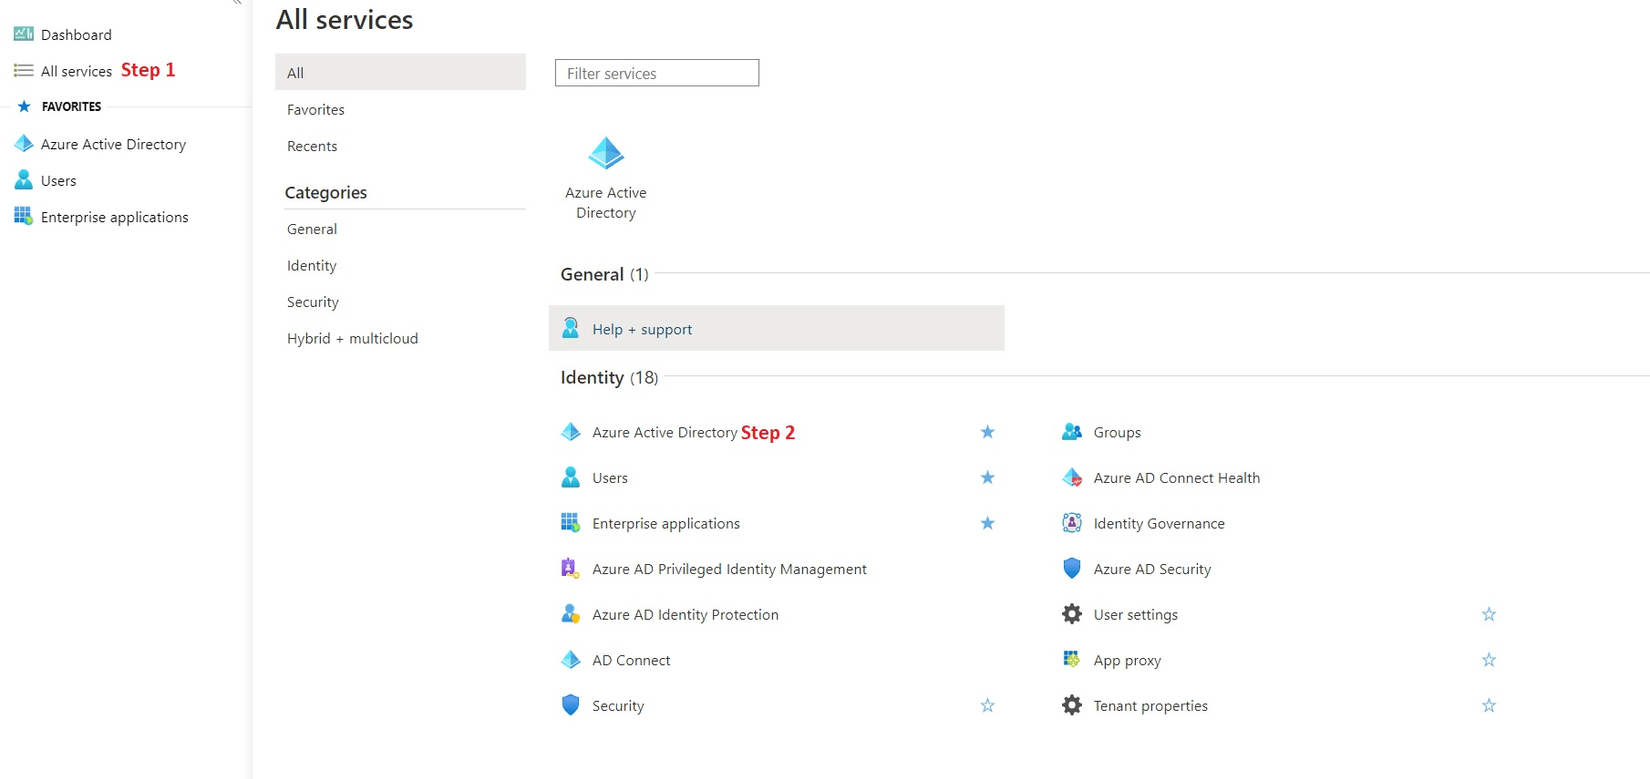 Dashboard
All services Step 1
FAVORITES
Azure Active Directory
Users
Enterprise applications
All services
All
Favorites
Recents
Categories
General
Identity
Security
Hybrid + multicloud
Filter services
Azure Active
Directory
General (1)
Help + support
Identity (18)
Azure Active Directory Step 2
Users
Enterprise applications
Azure AD Privileged Identity Management
Azure AD Identity Protection
AD Connect
Security
Groups
Azure AD Connect Health
Identity Governance
Azure AD Security
User settings
App proxy
Tenant properties